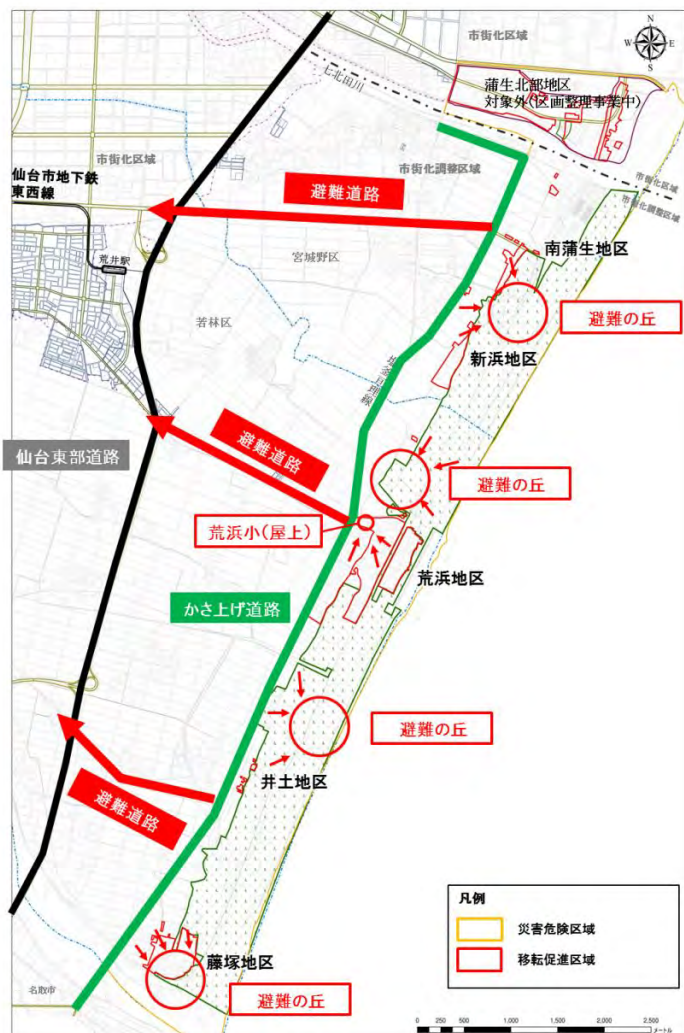 市街化区域
N
W E
S
七北田川
蒲生北部地区
対象外(区画整理事業中)
市街化区域
市街化調整区域
仙台市地下鉄
東西線
避難道路
市街化区域
市街化調整区域
荒井駅
宮城野区
南蒲生地区
若林区
避難の丘
新浜地区
避難道路
仙台東部道路
避難の丘
荒浜小(屋上)
荒浜地区
かさ上げ道路
避難の丘
井土地区
避難道路
凡例
災害危険区域
移転促進区域
藤塚地区
名取市
避難の丘
0 250 500 1,000 1,500 2,000 2,500
メートル